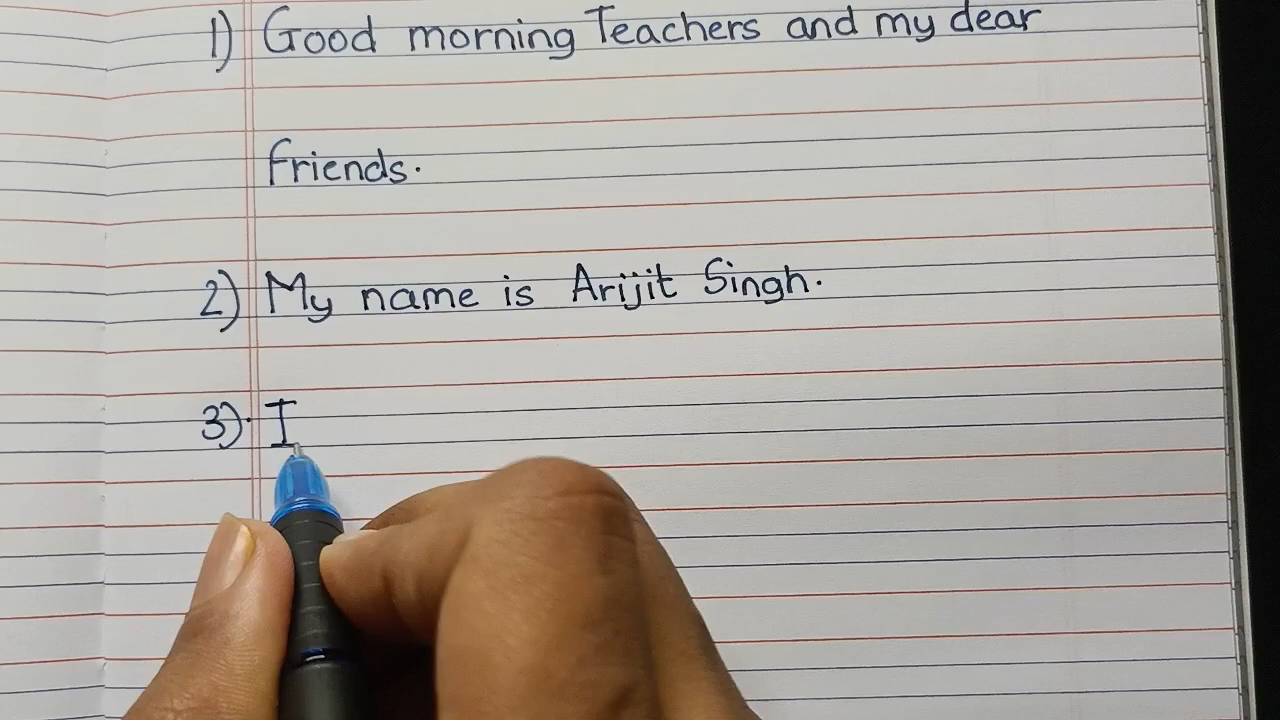 1) Good morning Teachers and my dear
friends.
2) My name is Arijit Singh.
3) I